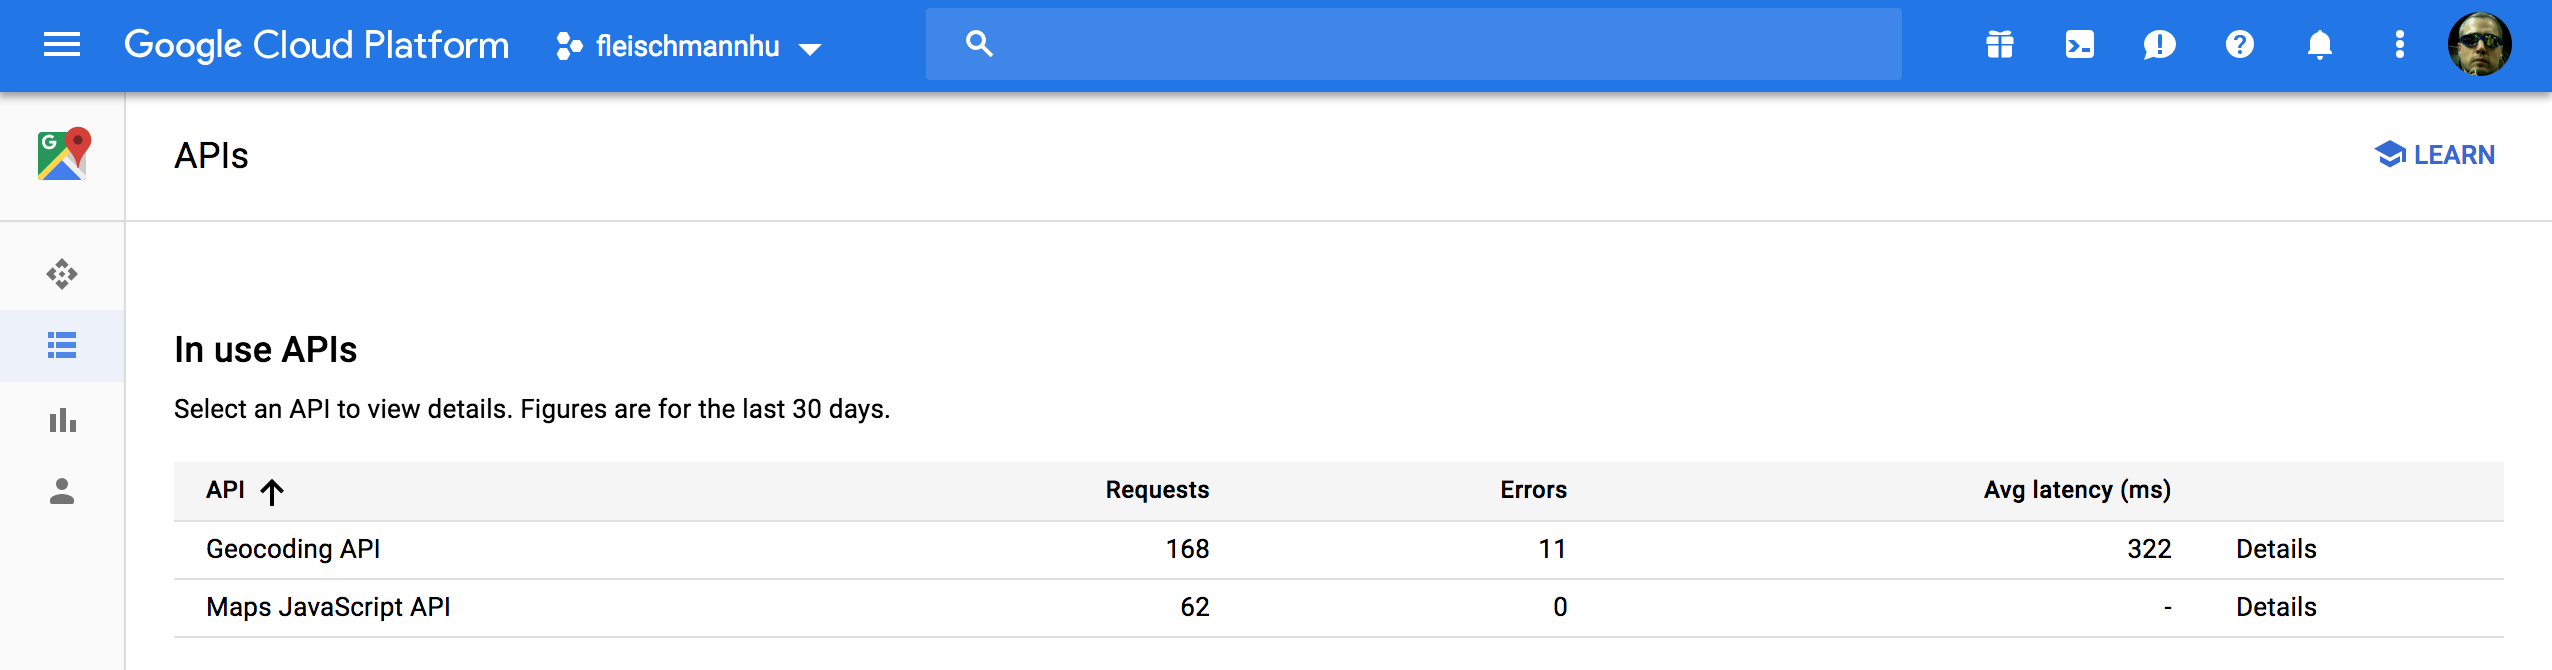 Google Cloud Platform fleischmannhu
APIs LEARN
In use APIs
Select an API to view details. Figures are for the last 30 days.
API Requests Errors Avg latency (ms)
Geocoding API 168 11 322 Details
Maps JavaScript API 62 0 - Details